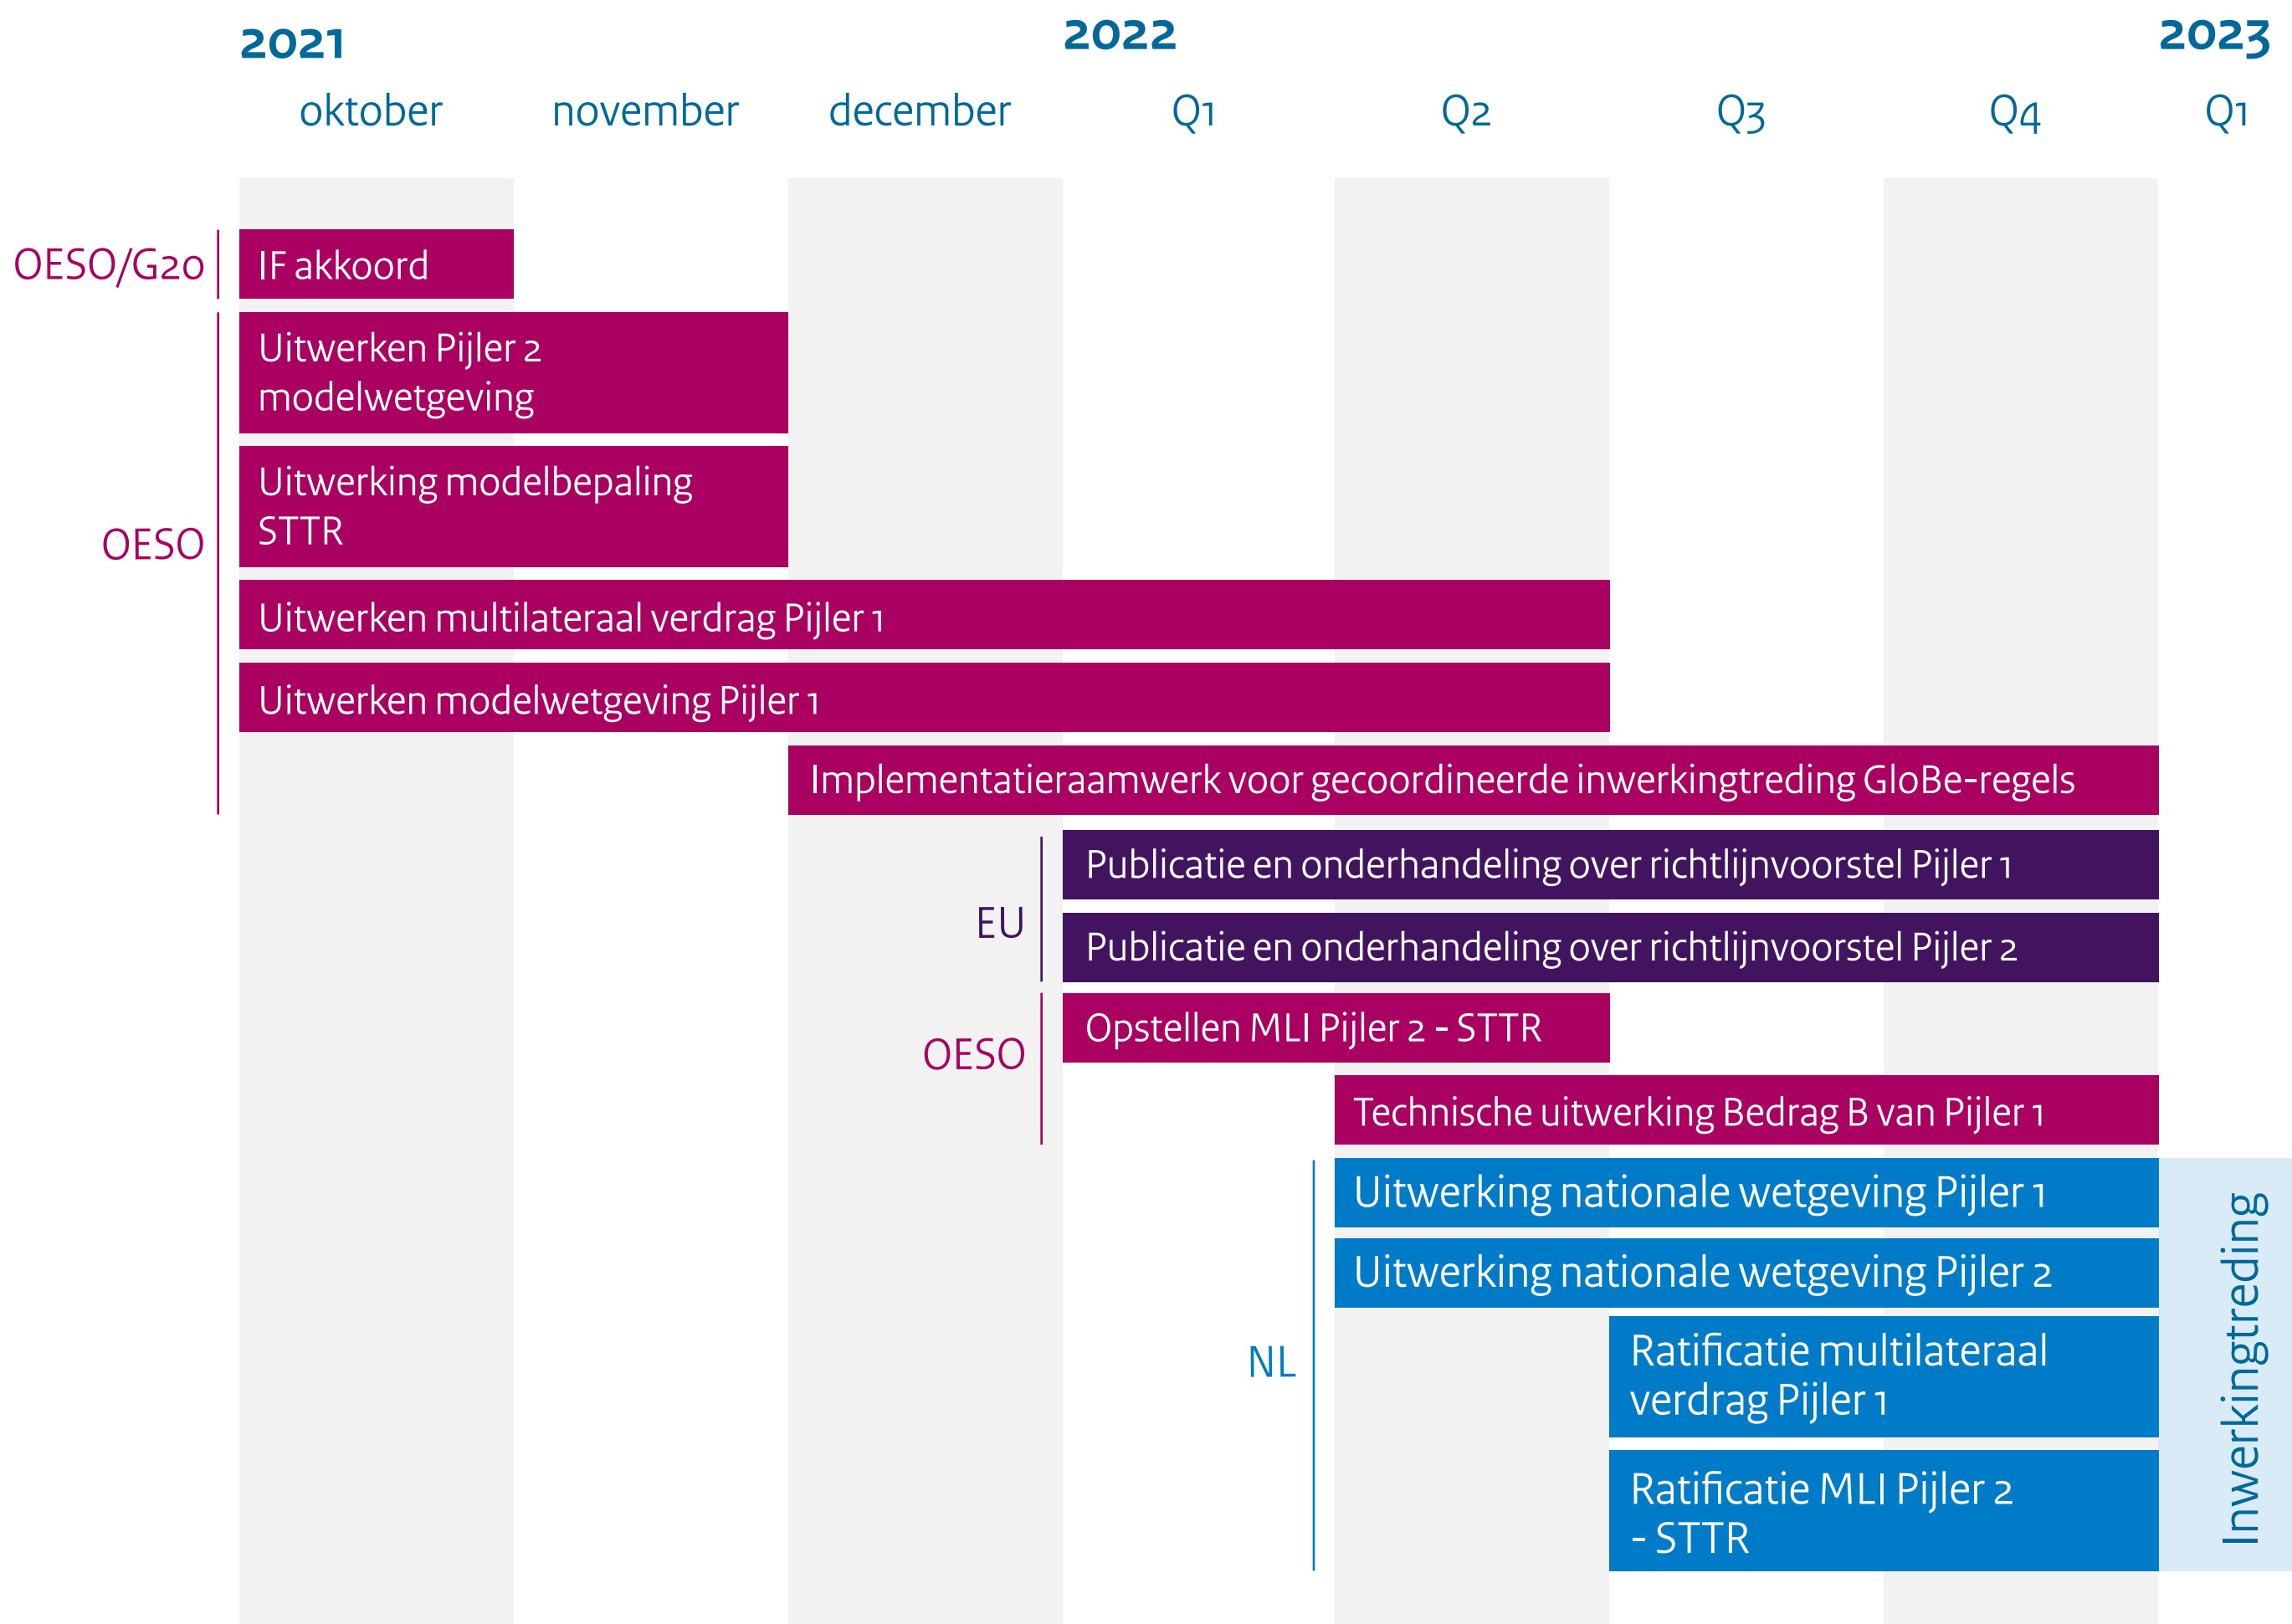 2021
2022
2023
oktober
november
december
Q1
Q2
Q3
Q4
Q1
OESO/G20
IF akkoord
OESO
Uitwerken Pijler 2
modelwetgeving
Uitwerking modelbepaling
STTR
Uitwerken multilateraal verdrag Pijler 1
Uitwerken modelwetgeving Pijler 1
Implementatieraamwerk voor gecoordineerde inwerkingtreding GloBe-regels
EU
Publicatie en onderhandeling over richtlijnvoorstel Pijler 1
Publicatie en onderhandeling over richtlijnvoorstel Pijler 2
OESO
Opstellen MLI Pijler 2 - STTR
Technische uitwerking Bedrag B van Pijler 1
NL
Uitwerking nationale wetgeving Pijler 1
Uitwerking nationale wetgeving Pijler 2
Ratificatie multilateraal
verdrag Pijler 1
Ratificatie MLI Pijler 2
- STTR
Inwerkingtreding